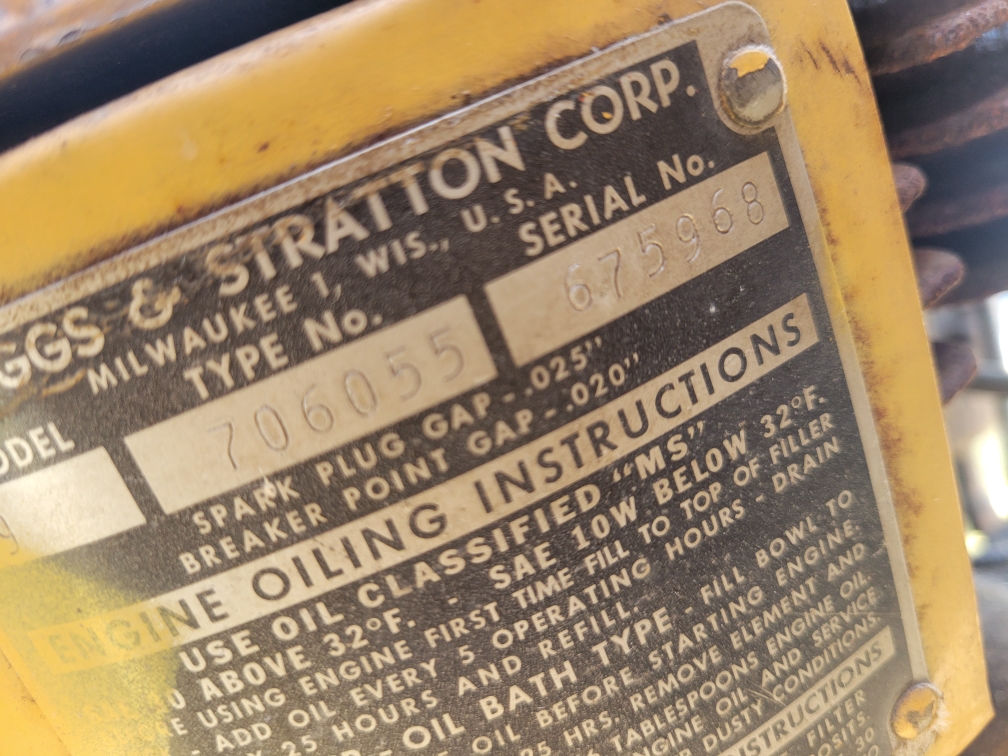 GGS & STRATTON CORP.
MILWAUKEE 1, WIS., U.S.A.
ODEL TYPE No. SERIAL No.
9 706055 675968
SPARK PLUG GAP - .025"
BREAKER POINT GAP - .020"
ENGINE OILING INSTRUCTIONS
USE OIL CLASSIFIED "MS"
ABOVE 32°F. - SAE 10W BELOW 32°F.
USING ENGINE FIRST TIME FILL TO TOP OF FILLER
ADD OIL EVERY 5 OPERATING HOURS - DRAIN
25 HOURS AND REFILL.
- OIL BATH TYPE - FILL BOWL TO
OIL BEFORE STARTING ENGINE:
25 HRS. REMOVE ELEMENT AND
TABLESPOONS ENGINE OIL.
ENGINE OIL AND SERVICE
DUSTY CONDITIONS.
STRUCTIONS
FILTER